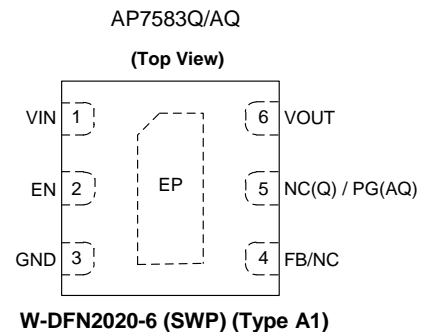 AP7583Q/AQ
(Top View)
VIN 1 6 VOUT
EN 2 EP 5 NC(Q) / PG(AQ)
GND 3 4 FB/NC
W-DFN2020-6 (SWP) (Type A1)